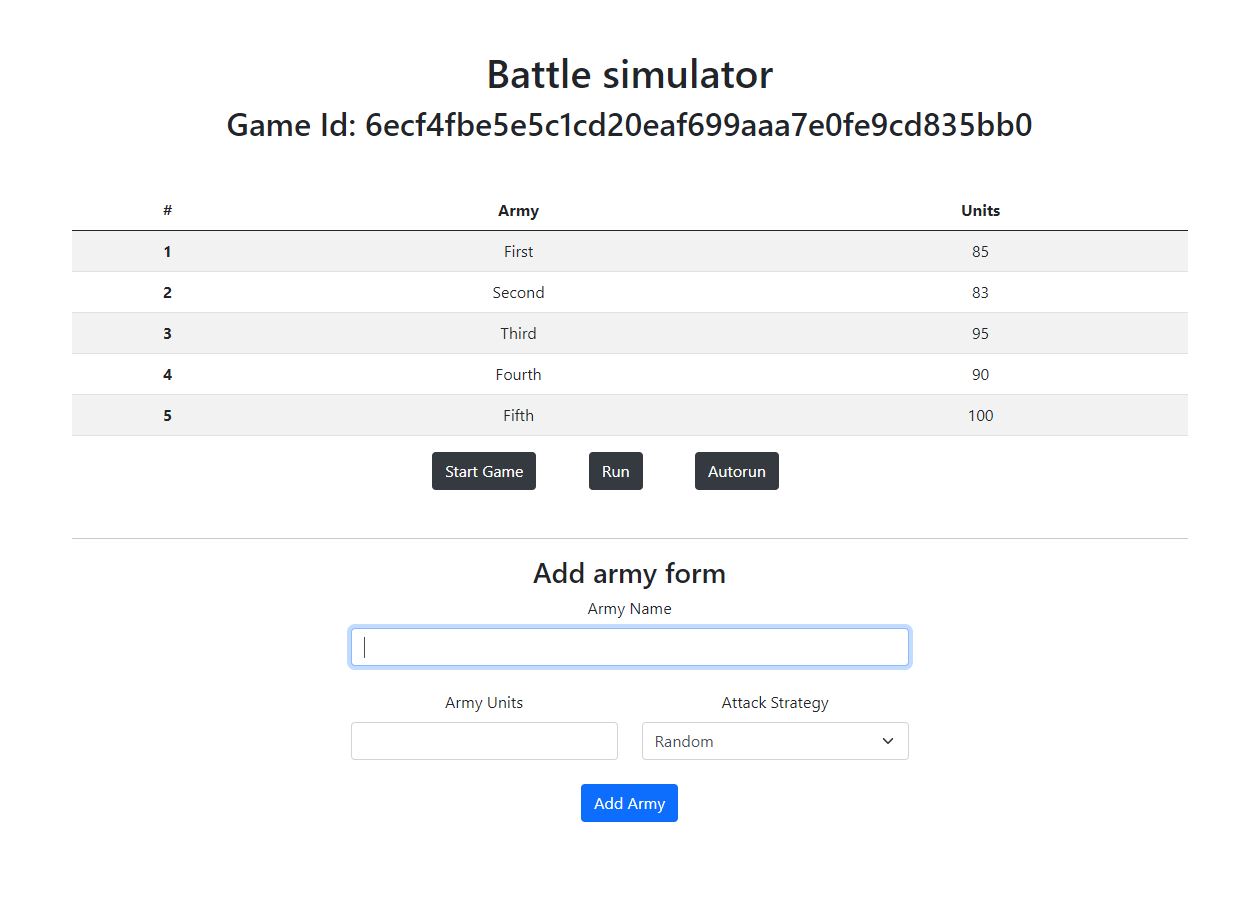 Battle simulator
Game Id: 6ecf4fbe5e5c1cd20eaf699aaa7e0fe9cd835bb0
# Army Units
1 First 85
2 Second 83
3 Third 95
4 Fourth 90
5 Fifth 100
Start Game Run Autorun
Add army form
Army Name
Army Units Attack Strategy
Random
Add Army